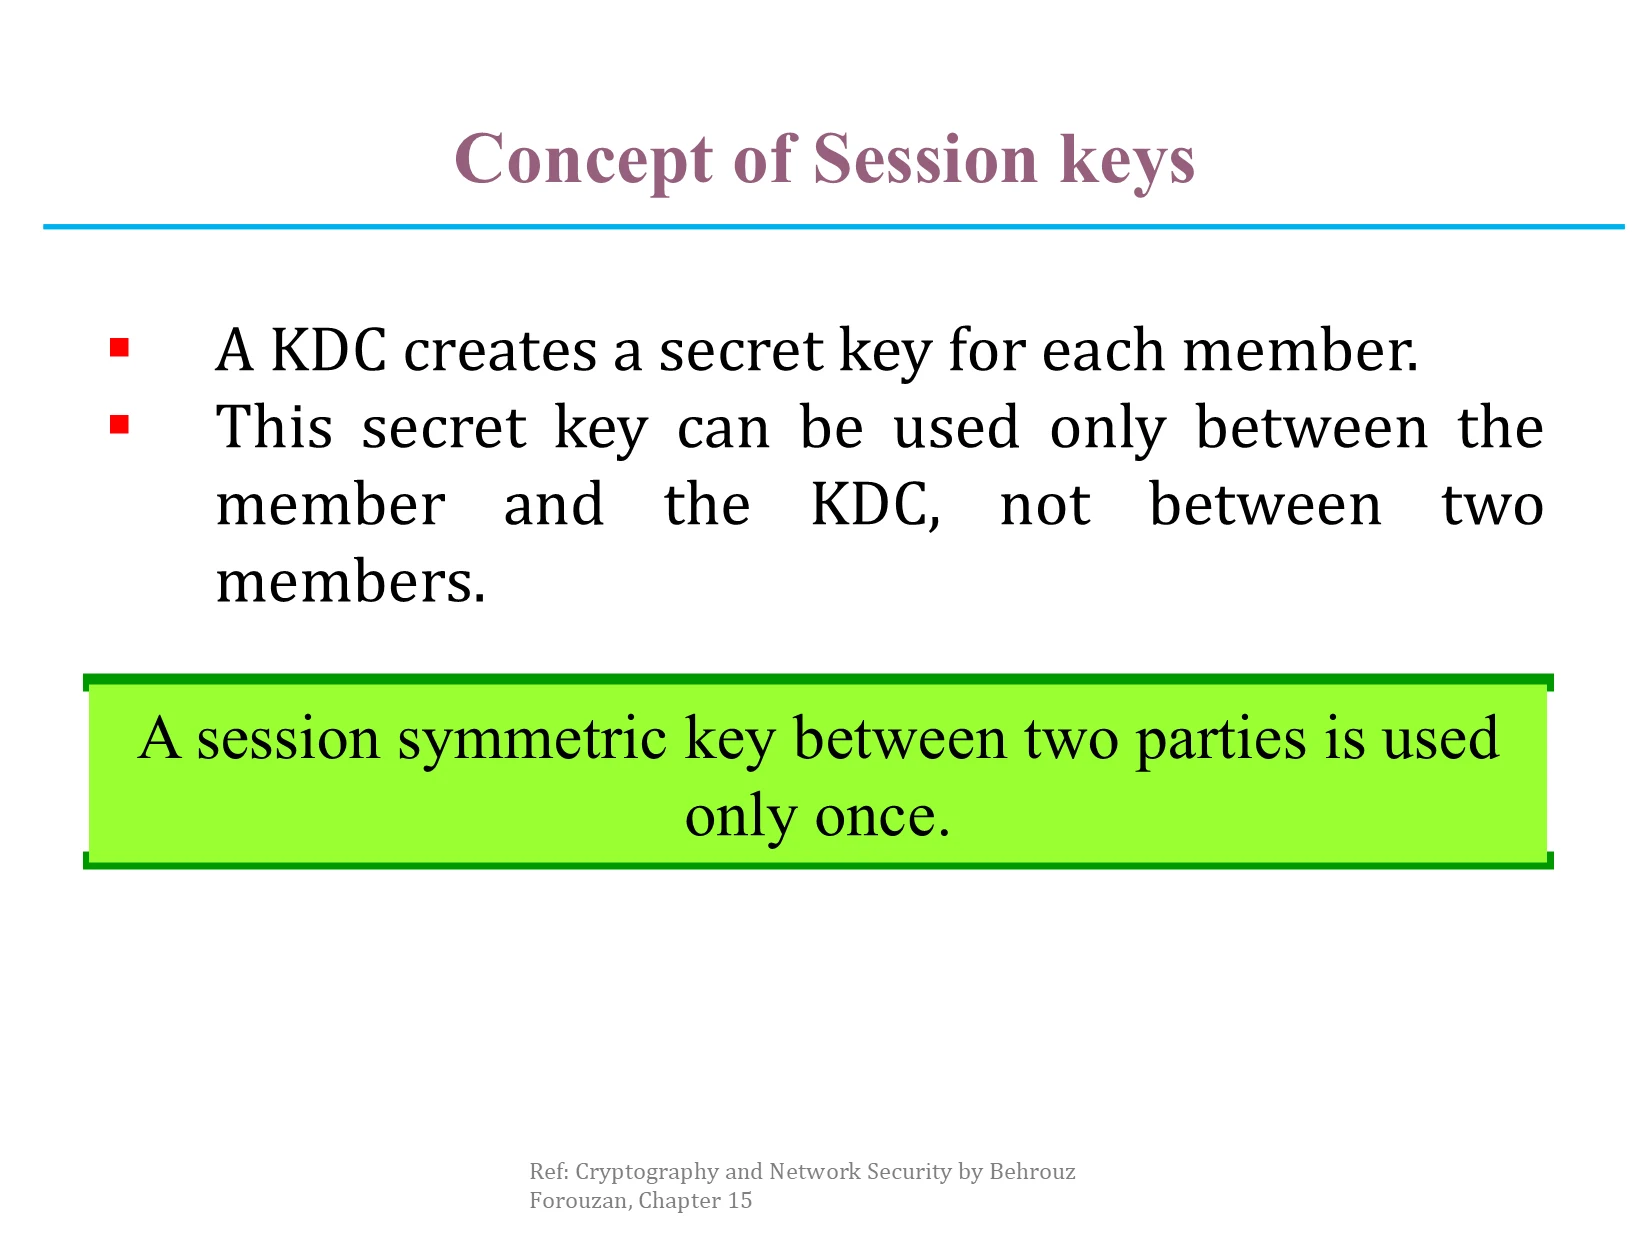 Concept of Session keys
A KDC creates a secret key for each member.
This secret key can be used only between the
member and the KDC, not between two
members.
A session symmetric key between two parties is used
only once.
Ref: Cryptography and Network Security by Behrouz
Forouzan, Chapter 15